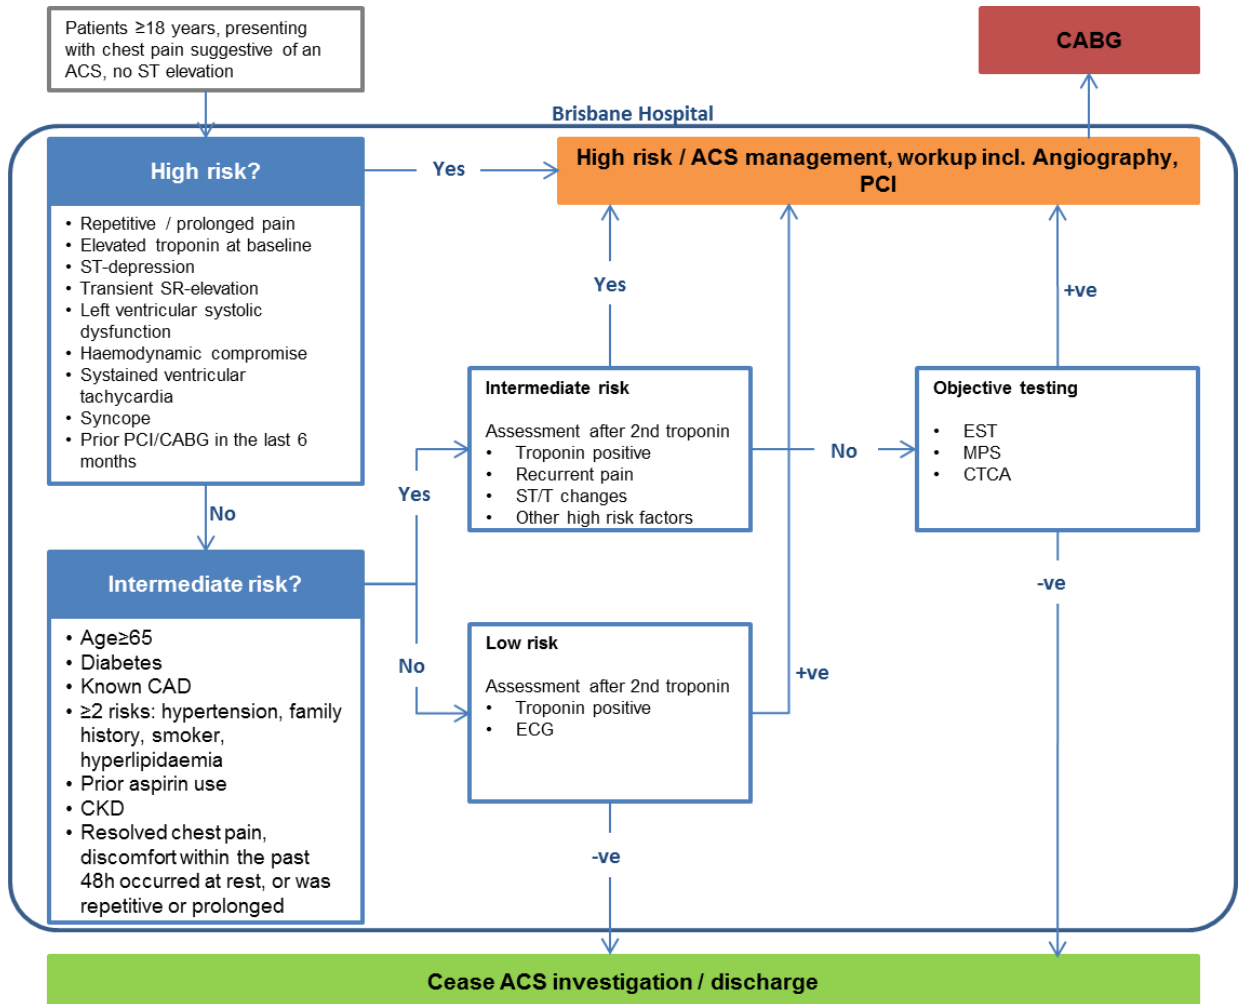 Patients ≥18 years, presenting
with chest pain suggestive of an
ACS, no ST elevation
CABG
Brisbane Hospital
High risk?
Yes
High risk / ACS management, workup incl. Angiography,
PCI
• Repetitive / prolonged pain
• Elevated troponin at baseline
• ST-depression
• Transient SR-elevation
• Left ventricular systolic
dysfunction
• Haemodynamic compromise
• Systained ventricular
tachycardia
• Syncope
• Prior PCI/CABG in the last 6
months
Yes
+ve
Intermediate risk
Assessment after 2nd troponin
• Troponin positive
• Recurrent pain
• ST/T changes
• Other high risk factors
No
Objective testing
• EST
• MPS
• CTCA
No
Yes
Intermediate risk?
• Age≥65
• Diabetes
• Known CAD
• ≥2 risks: hypertension, family
history, smoker,
hyperlipidaemia
• Prior aspirin use
• CKD
• Resolved chest pain,
discomfort within the past
48h occurred at rest, or was
repetitive or prolonged
No
Low risk
Assessment after 2nd troponin
• Troponin positive
• ECG
+ve
-ve
-ve
Cease ACS investigation / discharge